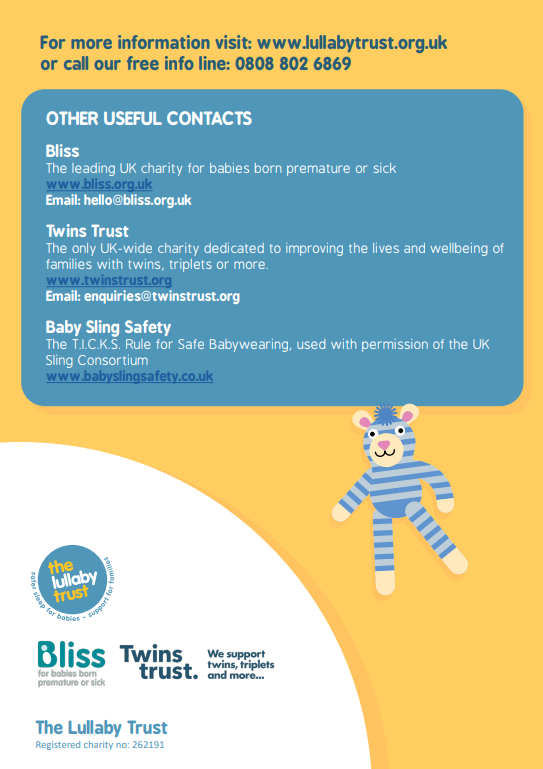 For more information visit: www.lullabytrust.org.uk
or call our free info line: 0808 802 6869
OTHER USEFUL CONTACTS
Bliss
The leading UK charity for babies born premature or sick
www.bliss.org.uk
Email: hello@bliss.org.uk
Twins Trust
The only UK-wide charity dedicated to improving the lives and wellbeing of
families with twins, triplets or more.
www.twinstrust.org
Email: enquiries@twinstrust.org
Baby Sling Safety
The T.I.C.K.S. Rule for Safe Babywearing, used with permission of the UK
Sling Consortium
www.babyslingsafety.co.uk
the
lullaby
trust
safer sleep for babies – support for families
Bliss
for babies born
premature or sick
Twins
trust.
We support
twins, triplets
and more...
The Lullaby Trust
Registered charity no: 262191